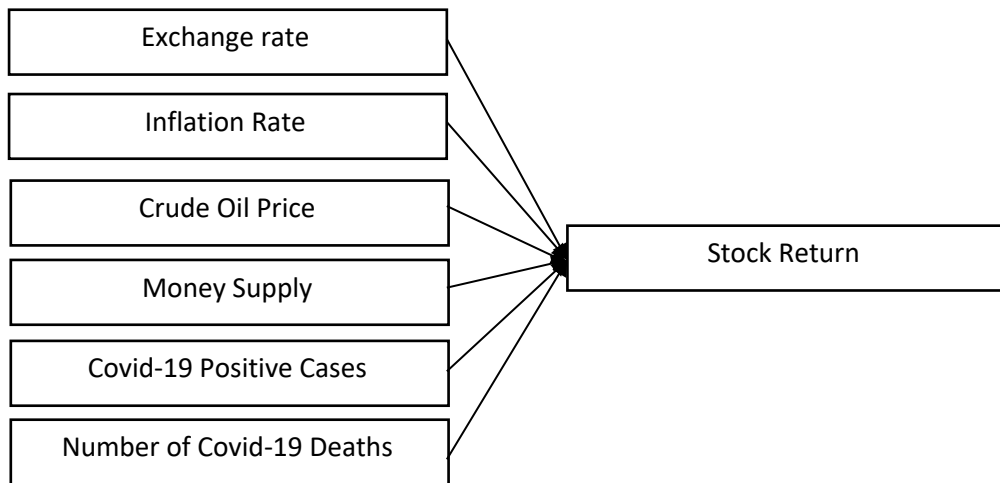 Exchange rate
Inflation Rate
Crude Oil Price
Stock Return
Money Supply
Covid-19 Positive Cases
Number of Covid-19 Deaths